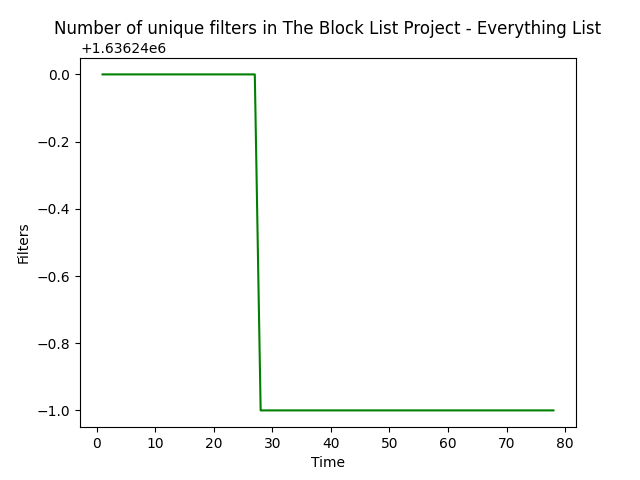 Number of unique filters in The Block List Project - Everything List
+1.63624e6
0.0
−0.2
−0.4
−0.6
−0.8
−1.0
Filters
0 10 20 30 40 50 60 70 80
Time